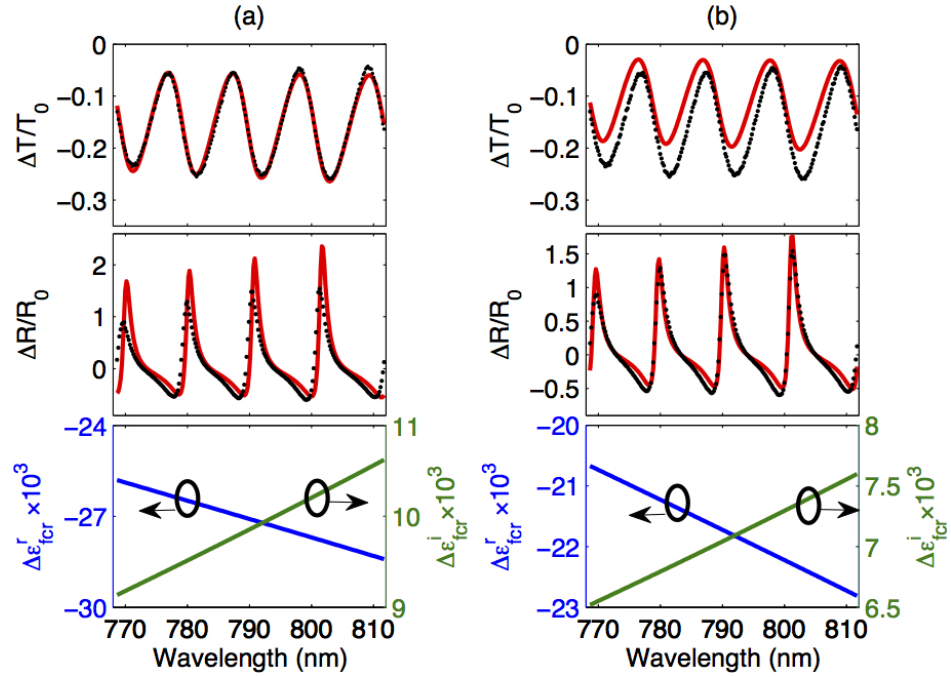 (a)
(b)
0
−0.1
−0.2
−0.3
ΔT/T0
0
−0.1
−0.2
−0.3
ΔT/T0
2
1
0
ΔR/R0
1.5
1
0.5
0
−0.5
ΔR/R0
−24
−27
−30
Δε^r_fcr ×10^3
11
10
9
Δε^i_fcr ×10^3
−20
−21
−22
−23
Δε^r_fcr ×10^3
8
7.5
7
6.5
Δε^i_fcr ×10^3
770 780 790 800 810
Wavelength (nm)
770 780 790 800 810
Wavelength (nm)